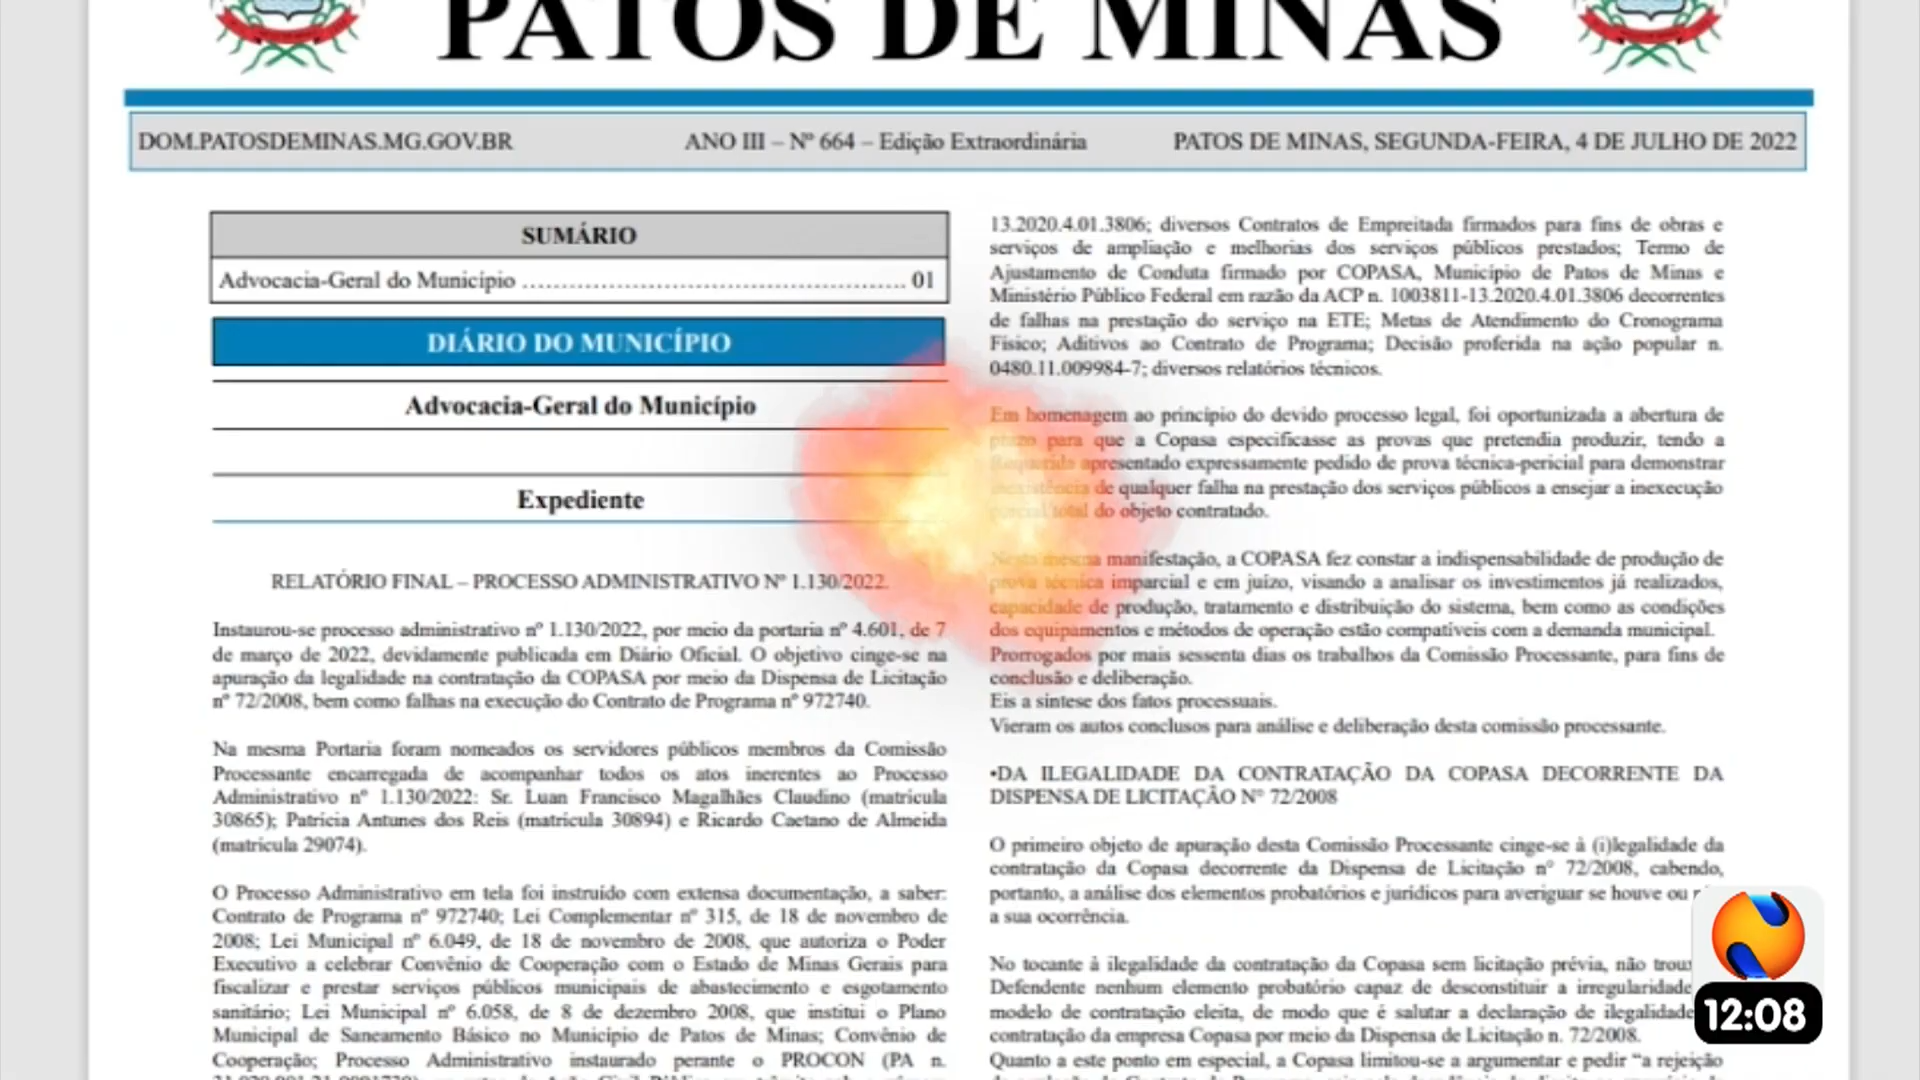 PATOS DE MINAS
DOM.PATOSDEMINAS.MG.GOV.BR
ANO III – Nº 664 – Edição Extraordinária
PATOS DE MINAS, SEGUNDA-FEIRA, 4 DE JULHO DE 2022
SUMÁRIO
Advocacia-Geral do Município ................................................ 01
DIÁRIO DO MUNICÍPIO
Advocacia-Geral do Município
Expediente
RELATÓRIO FINAL – PROCESSO ADMINISTRATIVO Nº 1.130/2022.
Instaurou-se processo administrativo nº 1.130/2022, por meio da portaria nº 4.601, de 7
de março de 2022, devidamente publicada em Diário Oficial. O objetivo cinge-se na
apuração da legalidade na contratação da COPASA por meio da Dispensa de Licitação
nº 72/2008, bem como falhas na execução do Contrato de Programa nº 972740.
Na mesma Portaria foram nomeados os servidores públicos membros da Comissão
Processante encarregada de acompanhar todos os atos inerentes ao Processo
Administrativo nº 1.130/2022: Sr. Luan Francisco Magalhães Claudino (matrícula
30865); Patrícia Antunes dos Reis (matrícula 30894) e Ricardo Caetano de Almeida
(matrícula 29074).
O Processo Administrativo em tela foi instruído com extensa documentação, a saber:
Contrato de Programa nº 972740; Lei Complementar nº 315, de 18 de novembro de
2008; Lei Municipal nº 6.049, de 18 de novembro de 2008, que autoriza o Poder
Executivo a celebrar Convênio de Cooperação com o Estado de Minas Gerais para
fiscalizar e prestar serviços públicos municipais de abastecimento e esgotamento
sanitário; Lei Municipal nº 6.058, de 8 de dezembro de 2008, que institui o Plano
Municipal de Saneamento Básico no Município de Patos de Minas; Convênio de
Cooperação; Processo Administrativo instaurado perante o PROCON (PA n.
13.2020.4.01.3806; diversos Contratos de Empreitada firmados para fins de obras e
serviços de ampliação e melhorias dos serviços públicos prestados; Termo de
Ajustamento de Conduta firmado por COPASA, Município de Patos de Minas e
Ministério Público Federal em razão da ACP n. 1003811-13.2020.4.01.3806 decorrentes
de falhas na prestação do serviço na ETE; Metas de Atendimento do Cronograma
Físico; Aditivos ao Contrato de Programa; Decisão proferida na ação popular n.
0480.11.009984-7; diversos relatórios técnicos.
Em homenagem ao princípio do devido processo legal, foi oportunizada a abertura de
prazo para que a Copasa especificasse as provas que pretendia produzir, tendo a
Requerida apresentado expressamente pedido de prova técnica-pericial para demonstrar
inexistência de qualquer falha na prestação dos serviços públicos a ensejar a inexecução
parcial/total do objeto contratado.
Nesta mesma manifestação, a COPASA fez constar a indispensabilidade de produção de
prova técnica imparcial e em juízo, visando a analisar os investimentos já realizados,
capacidade de produção, tratamento e distribuição do sistema, bem como as condições
dos equipamentos e métodos de operação estão compatíveis com a demanda municipal.
Prorrogados por mais sessenta dias os trabalhos da Comissão Processante, para fins de
conclusão e deliberação.
Eis a síntese dos fatos processuais.
Vieram os autos conclusos para análise e deliberação desta comissão processante.
•DA ILEGALIDADE DA CONTRATAÇÃO DA COPASA DECORRENTE DA
DISPENSA DE LICITAÇÃO Nº 72/2008
O primeiro objeto de apuração desta Comissão Processante cinge-se à (i)legalidade da
contratação da Copasa decorrente da Dispensa de Licitação nº 72/2008, cabendo,
portanto, a análise dos elementos probatórios e jurídicos para averiguar se houve ou
a sua ocorrência.
No tocante à ilegalidade da contratação da Copasa sem licitação prévia, não
Defendente nenhum elemento probatório capaz de desconstituir a irregularidade
modelo de contratação eleita, de modo que é salutar a declaração de ilegalidade
contratação da empresa Copasa por meio da Dispensa de Licitação n. 72/2008.
Quanto a este ponto em especial, a Copasa limitou-se a argumentar e pedir “a rejeição
12:08